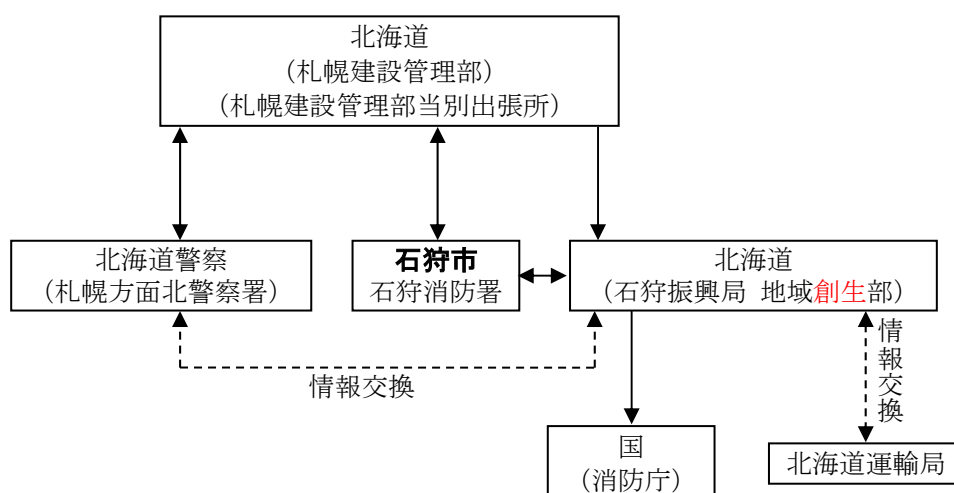 北海道
（札幌建設管理部）
（札幌建設管理部当別出張所）
北海道警察
（札幌方面北警察署）
石狩市
石狩消防署
北海道
（石狩振興局 地域創生部）
情報交換
情報交換
国
（消防庁）
北海道運輸局